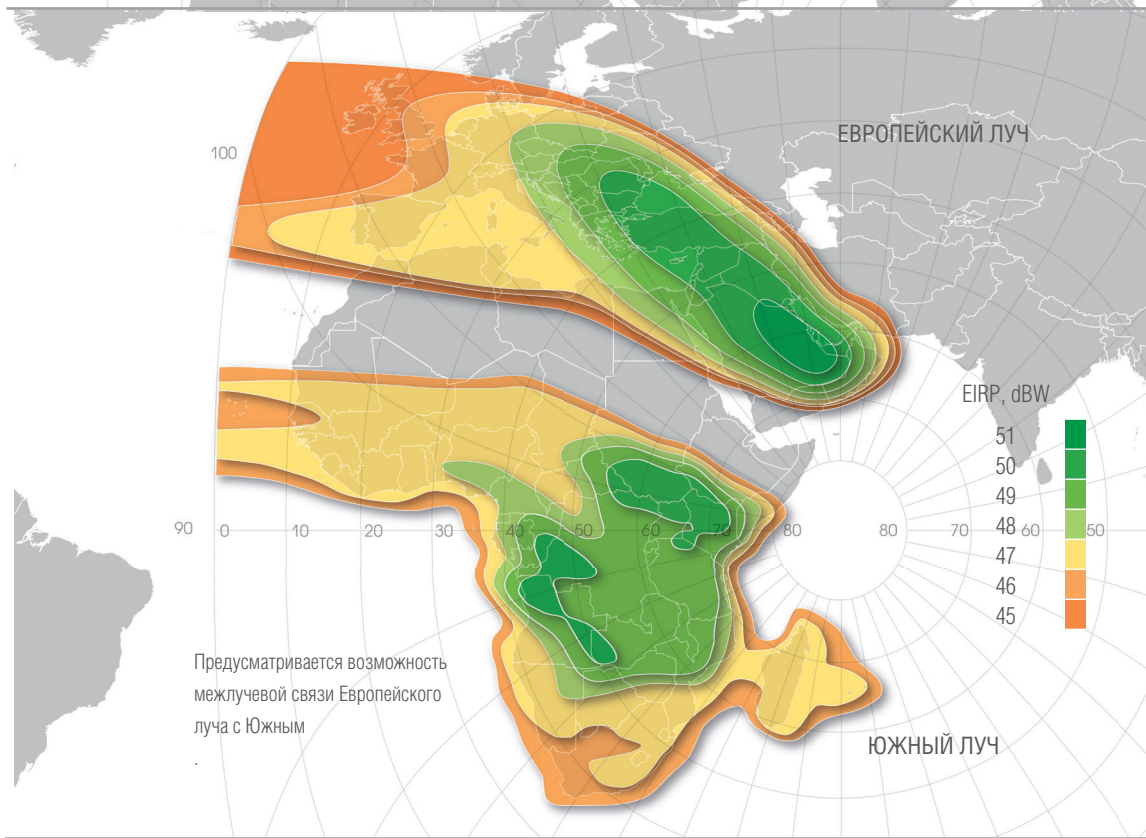 ЕВРОПЕЙСКИЙ ЛУЧ
100
EIRP, dBW
51
50
49
48
47
46
45
90 0 10 20 30 40 50 60 70 80 80 70 60 50
Предусматривается возможность
межлучевой связи Европейского
луча с Южным
.
ЮЖНЫЙ ЛУЧ